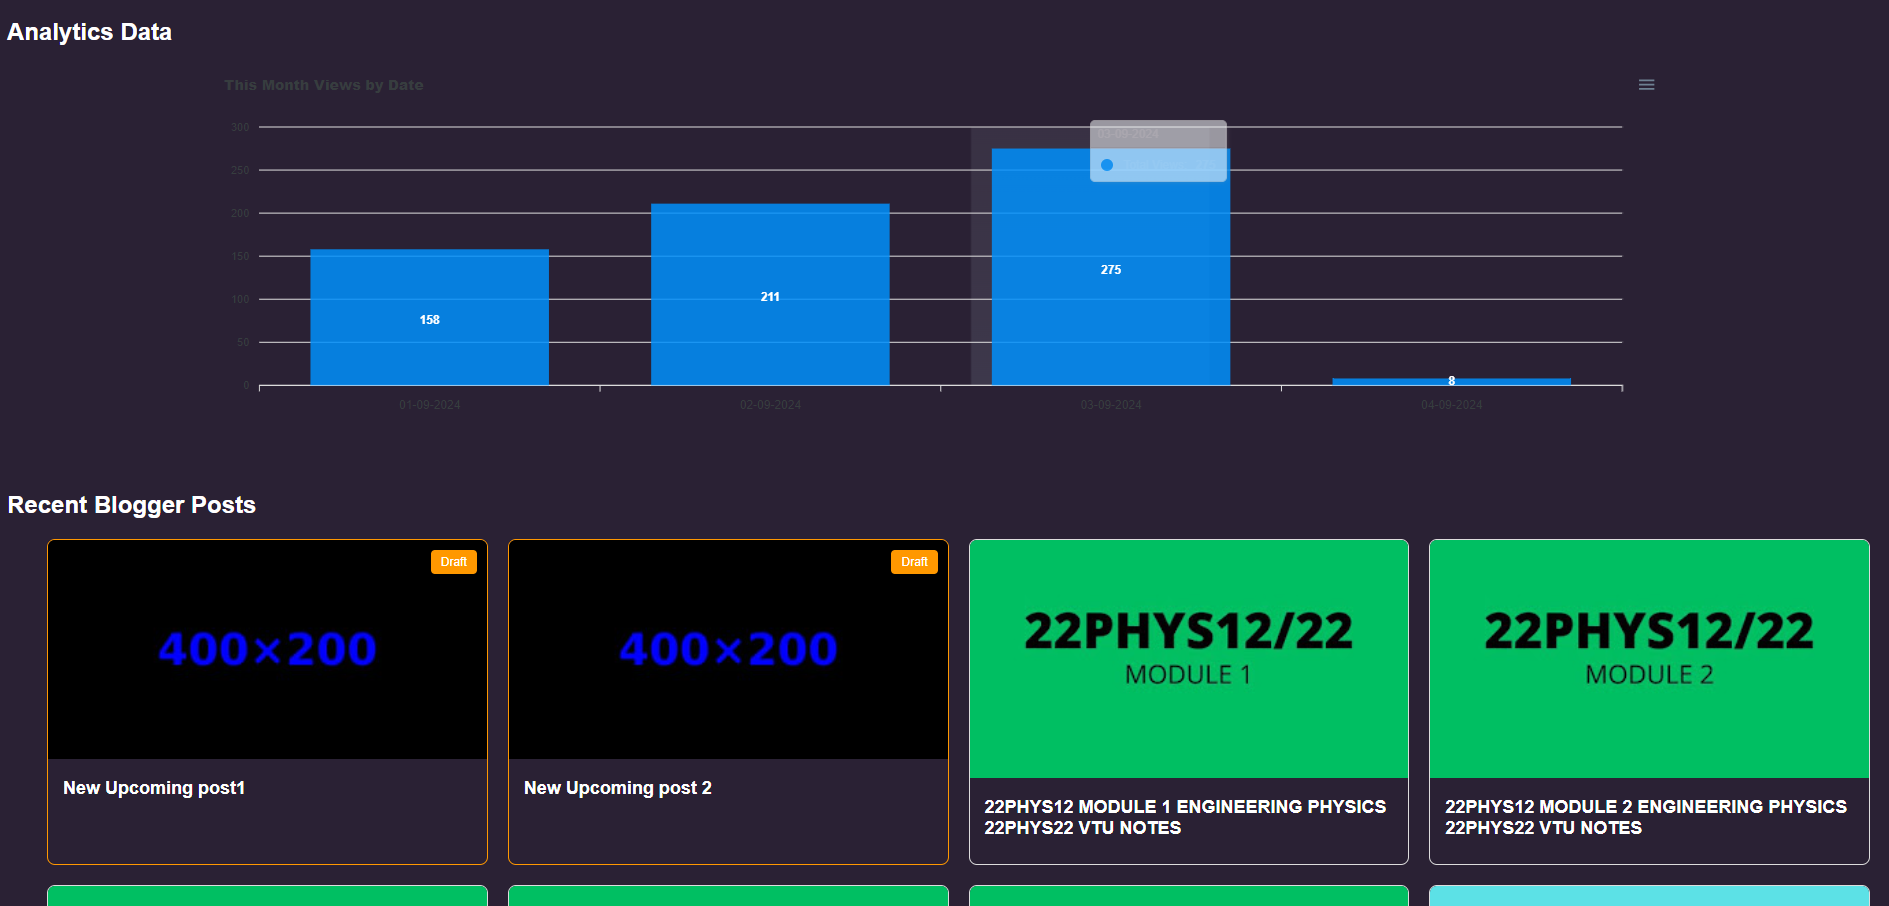 Analytics Data
This Month Views by Date
300
03-09-2024
250
200
150
100
50
0
158
211
275
8
01-09-2024
02-09-2024
03-09-2024
04-09-2024
Recent Blogger Posts
Draft
400×200
New Upcoming post1
Draft
400×200
New Upcoming post 2
22PHYS12/22
MODULE 1
22PHYS12 MODULE 1 ENGINEERING PHYSICS
22PHYS22 VTU NOTES
22PHYS12/22
MODULE 2
22PHYS12 MODULE 2 ENGINEERING PHYSICS
22PHYS22 VTU NOTES